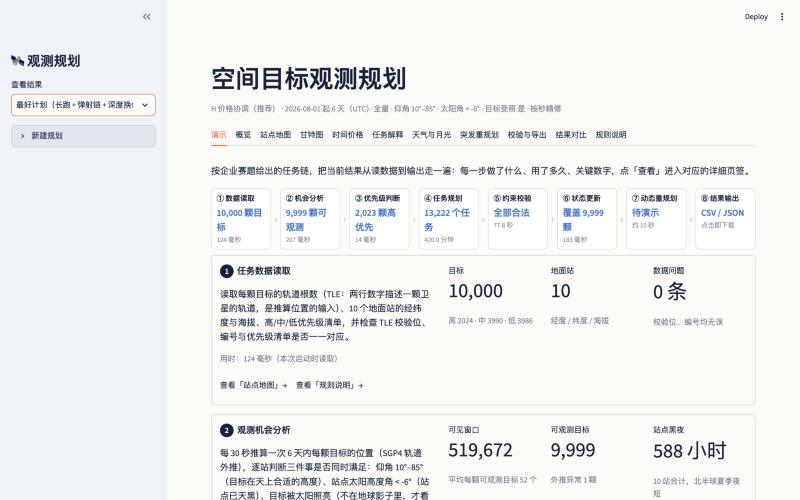 Deploy
观测规划
查看结果
最好计划（长跑 + 弹射链 + 深度换
新建规划
空间目标观测规划
H 价格协调（推荐） · 2026-08-01 起 6 天（UTC）· 全量 · 仰角 10°–85° · 太阳角 < -6° · 目标受照 是 · 按秒精修
演示 概览 站点地图 甘特图 时间价格 任务解释 天气与月光 突发重规划 校验与导出 结果对比 规则说明
按企业赛题给出的任务链，把当前结果从读数据到输出走一遍：每一步做了什么、用了多久、关键数字，点「查看」进入对应的详细页签。
① 数据读取
10,000 颗目标
124 毫秒
② 机会分析
9,999 颗可观测
207 毫秒
③ 优先级判断
2,023 颗高优先
14 毫秒
④ 任务规划
13,222 个任务
420.0 分钟
⑤ 约束校验
全部合法
77.8 秒
⑥ 状态更新
覆盖 9,999 颗
183 毫秒
⑦ 动态重规划
待演示
约 10 秒
⑧ 结果输出
CSV / JSON
点击即下载
1 任务数据读取
读取每颗目标的轨道根数（TLE：两行数字描述一颗卫
星的轨道，是推算位置的输入）、10 个地面站的经纬
度与海拔、高/中/低优先级清单，并检查 TLE 校验位、
编号与优先级清单是否一一对应。
用时：124 毫秒（本次启动时读取）
查看「站点地图」→ 查看「规则说明」→
目标
10,000
高 2024 · 中 3990 · 低 3986
地面站
10
经度 / 纬度 / 海拔
数据问题
0 条
校验位、编号均无误
2 观测机会分析
每 30 秒推算一次 6 天内每颗目标的位置（SGP4 轨道
外推），逐站判断三件事是否同时满足：仰角 10°–85°
（目标在天上合适的高度）、站点太阳高度角 < -6°（站
点已天黑）、目标被太阳照亮（不在地球影子里，才看
可见窗口
519,672
平均每颗可观测目标 52 个
可观测目标
9,999
外推异常 1 颗
站点黑夜
588 小时
10 站合计，北半球夏季夜
短